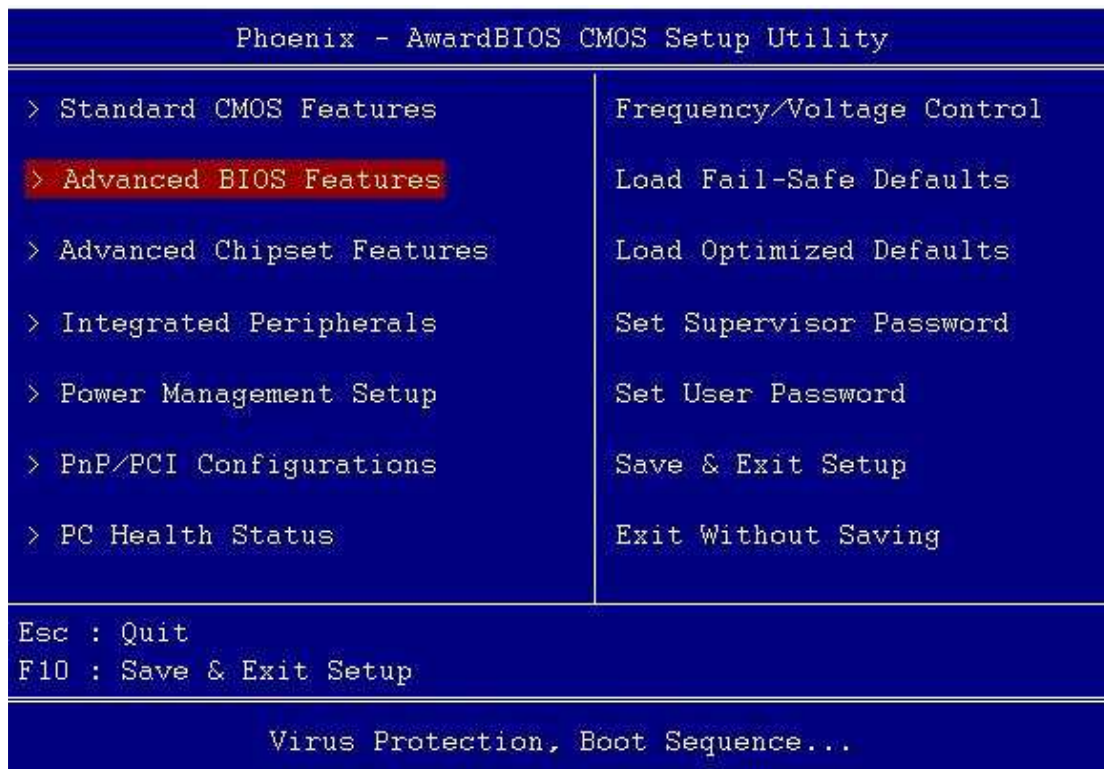 Phoenix - AwardBIOS CMOS Setup Utility
> Standard CMOS Features
> Advanced BIOS Features
> Advanced Chipset Features
> Integrated Peripherals
> Power Management Setup
> PnP/PCI Configurations
> PC Health Status
Frequency/Voltage Control
Load Fail-Safe Defaults
Load Optimized Defaults
Set Supervisor Password
Set User Password
Save & Exit Setup
Exit Without Saving
Esc : Quit
F10 : Save & Exit Setup
Virus Protection, Boot Sequence...